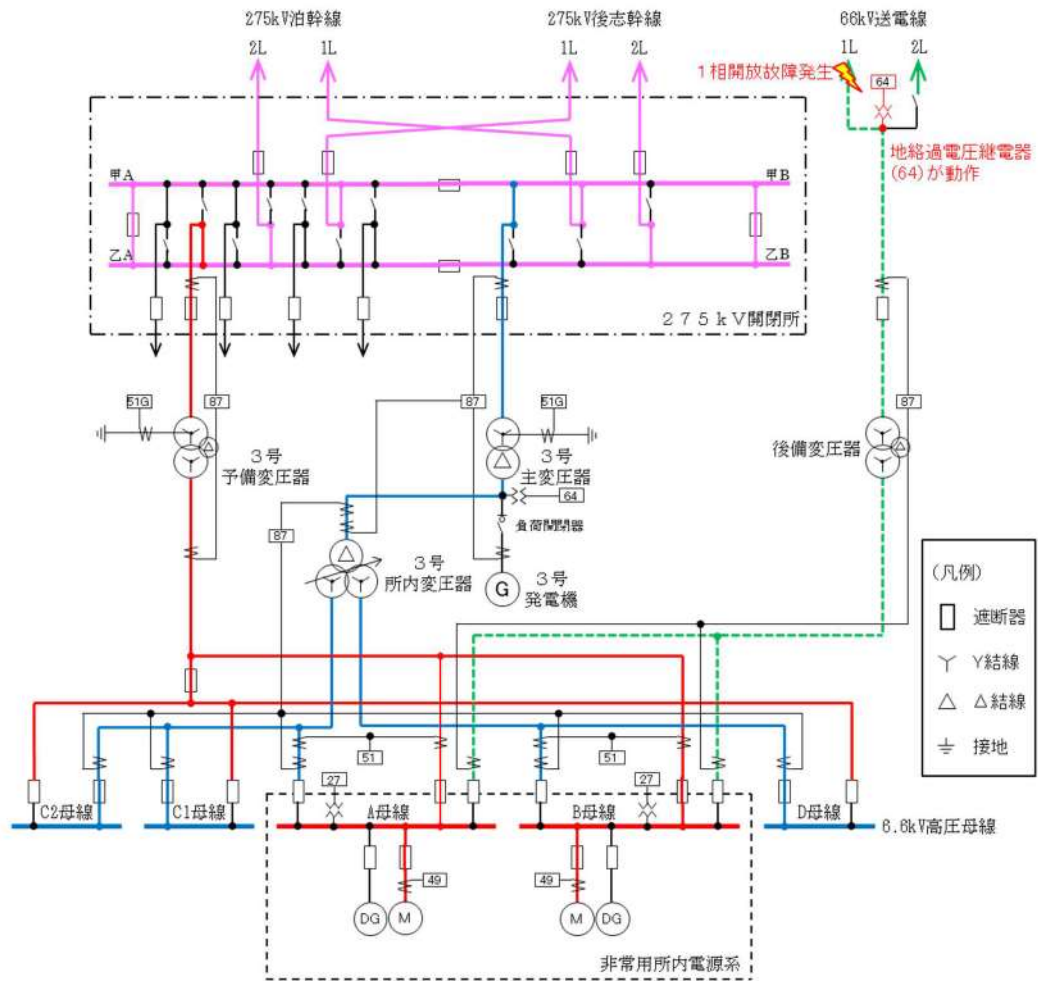 275kV泊幹線
275kV後志幹線
66kV送電線
2L
1L
1L
2L
1L
2L
1相開放故障発生
64
地絡過電圧継電器
(64)が動作
甲A
甲B
乙A
乙B
275kV開閉所
51G
87
87
51G
87
3号
予備変圧器
3号
主変圧器
後備変圧器
64
負荷開閉器
87
3号
所内変圧器
G
3号
発電機
(凡例)
遮断器
Y結線
Δ結線
接地
51
51
27
27
C2母線
C1母線
A母線
B母線
D母線
6.6kV高圧母線
49
49
DG
M
M
DG
非常用所内電源系